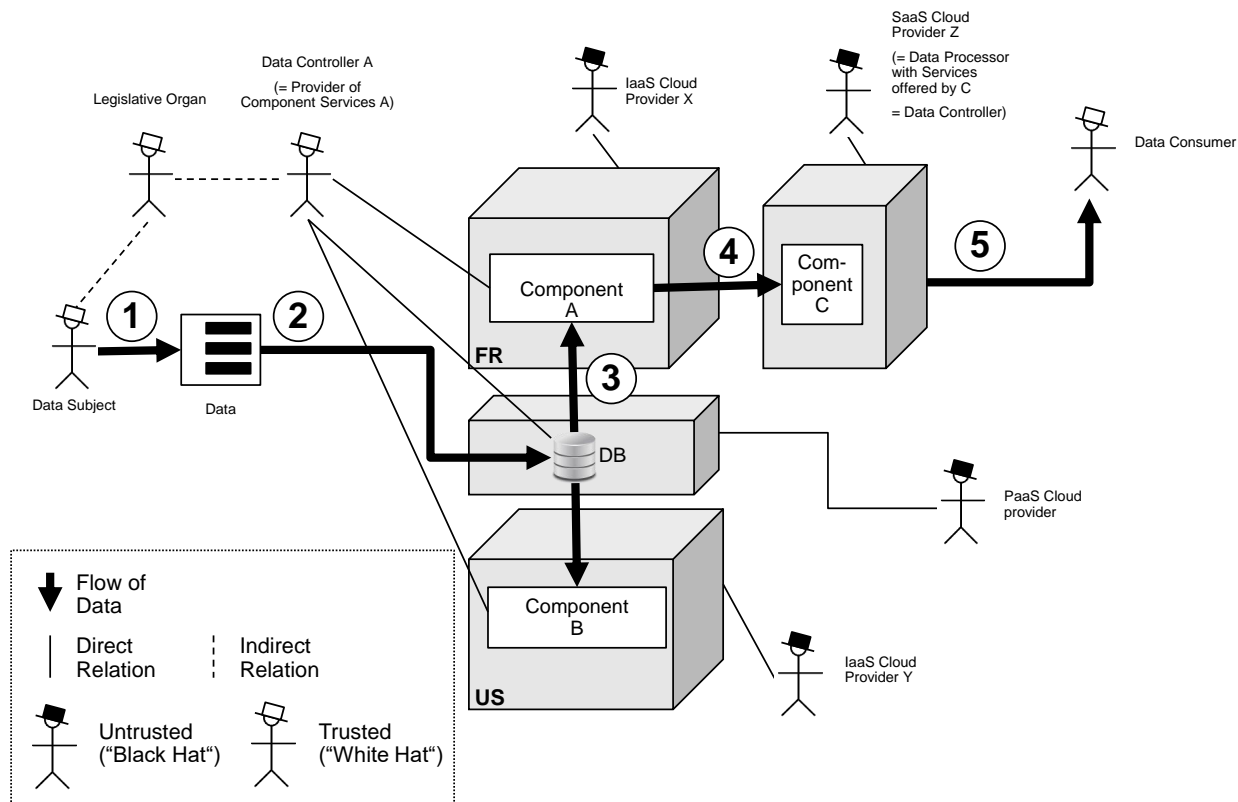 SaaS Cloud
Provider Z
(= Data Processor
with Services
offered by C
= Data Controller)
Data Controller A
(= Provider of
Component Services A)
IaaS Cloud
Provider X
Legislative Organ
Data Consumer
4
5
Com-
ponent
C
Component
A
1
2
FR
3
Data Subject
Data
DB
PaaS Cloud
provider
Component
B
US
IaaS Cloud
Provider Y
Flow of
Data
Direct
Relation
Indirect
Relation
Untrusted
(“Black Hat“)
Trusted
(“White Hat“)